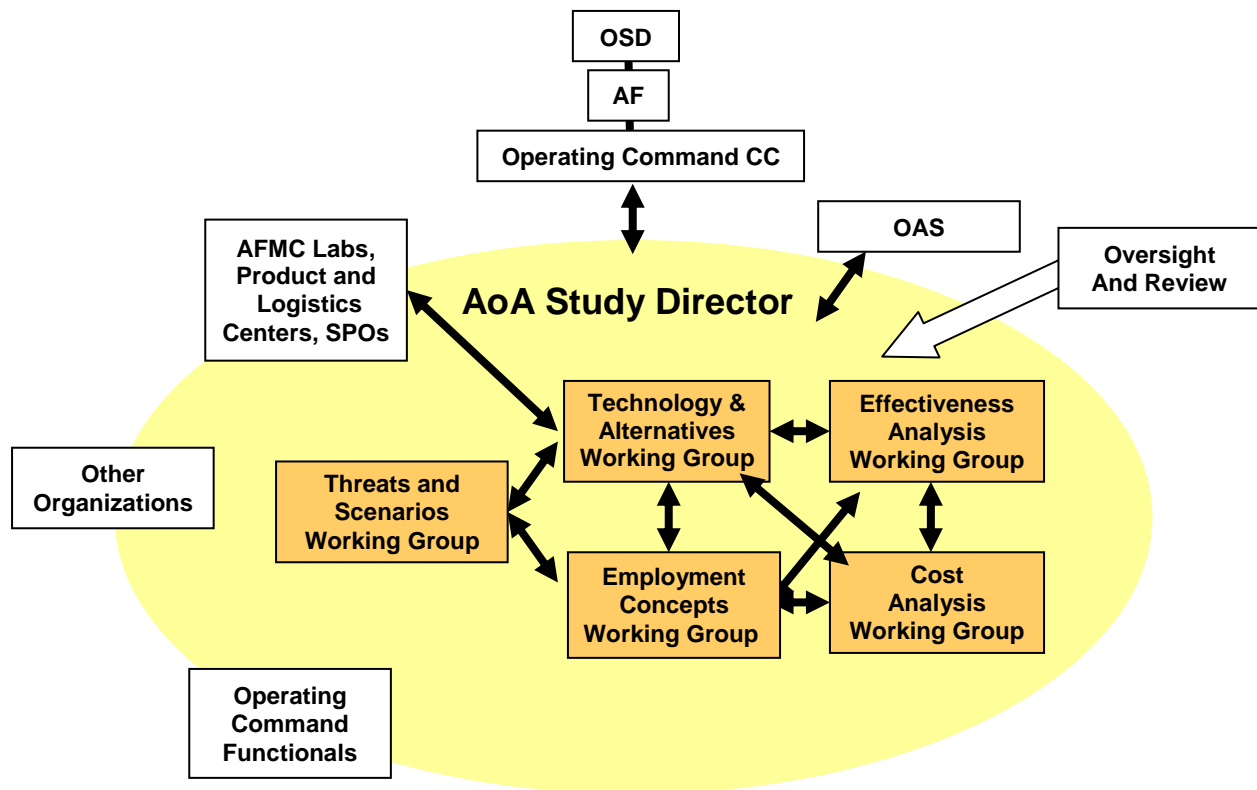 OSD
AF
Operating Command CC
OAS
AFMC Labs,
Product and
Logistics
Centers, SPOs
Oversight
And Review
AoA Study Director
Technology &
Alternatives
Working Group
Effectiveness
Analysis
Working Group
Other
Organizations
Threats and
Scenarios
Working Group
Employment
Concepts
Working Group
Cost
Analysis
Working Group
Operating
Command
Functionals